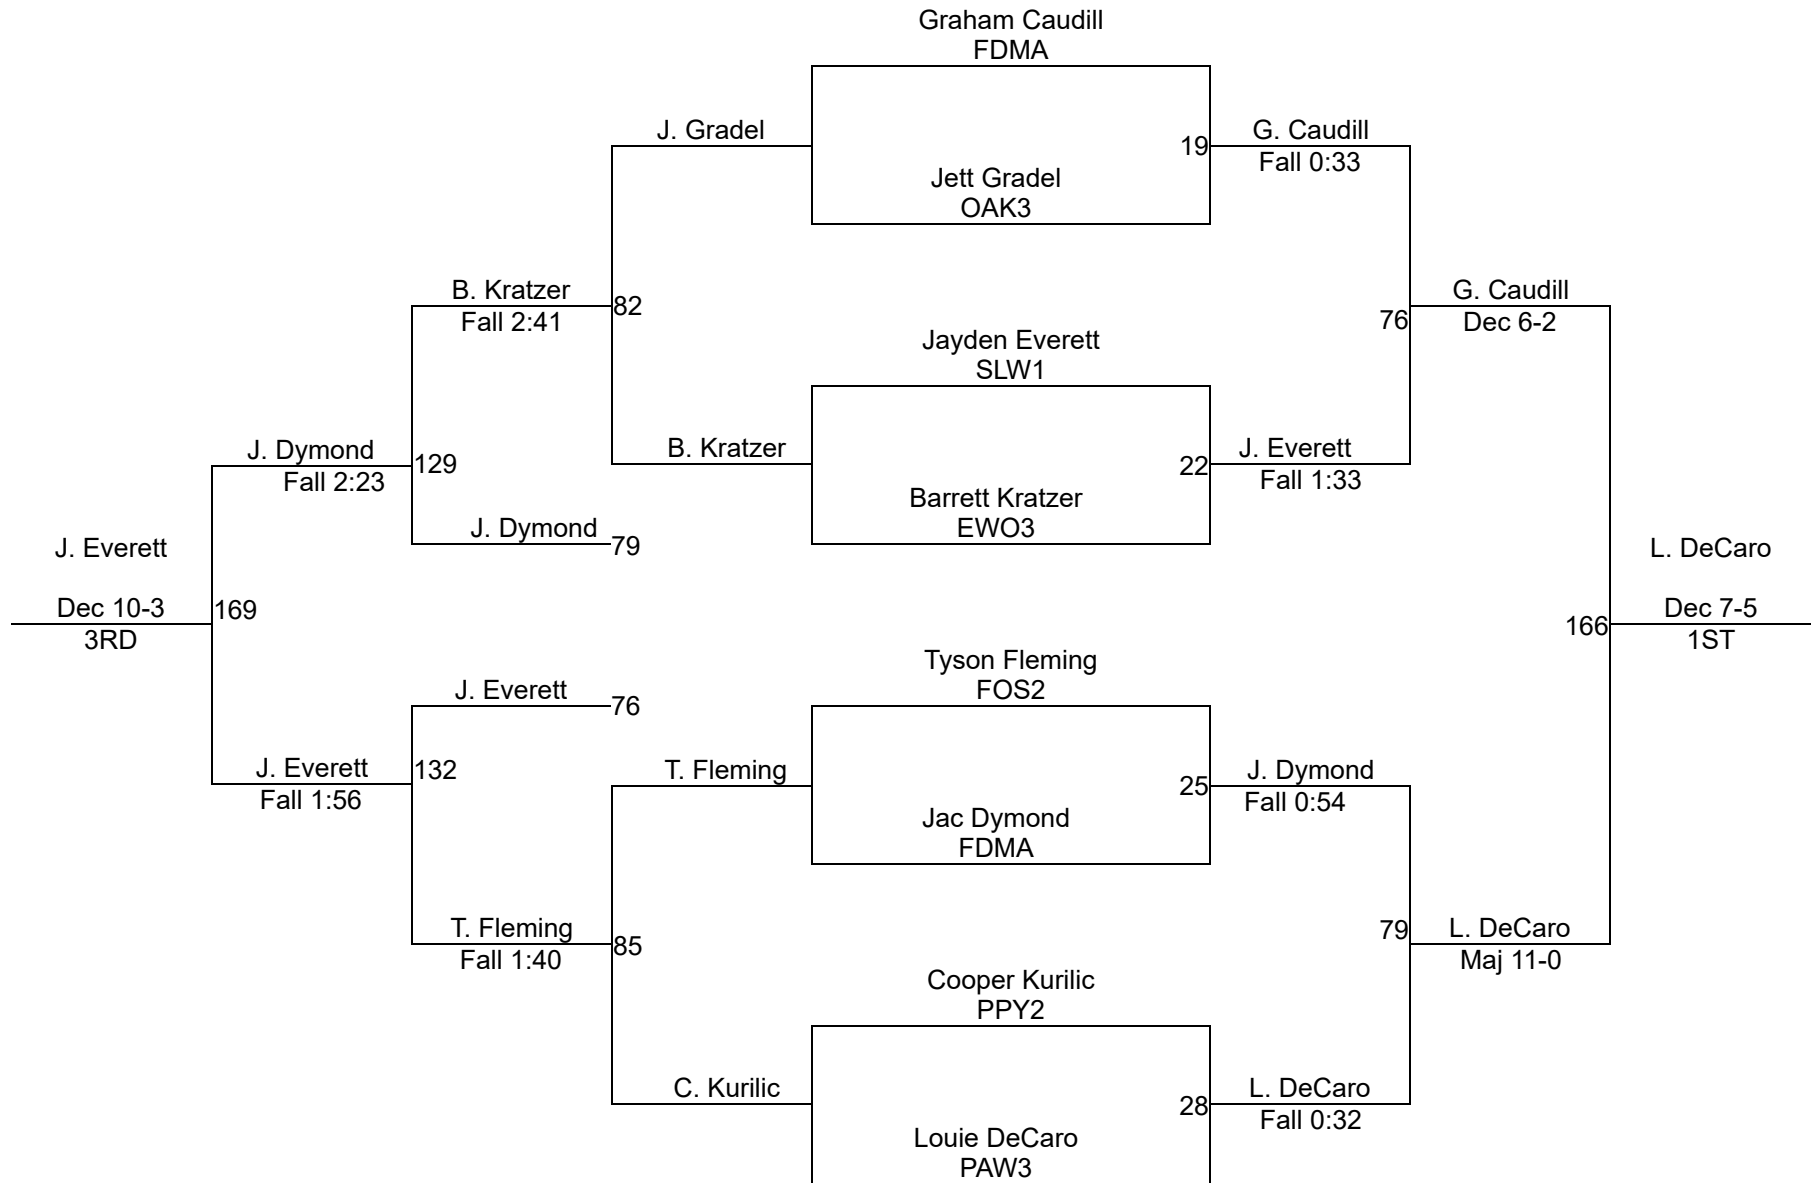 Graham Caudill
FDMA
J. Gradel
19
G. Caudill
Fall 0:33
Jett Gradel
OAK3
B. Kratzer
Fall 2:41
82
G. Caudill
Dec 6-2
76
Jayden Everett
SLW1
J. Dymond
Fall 2:23
129
B. Kratzer
22
J. Everett
Fall 1:33
Barrett Kratzer
EWO3
J. Dymond
79
J. Everett
Dec 10-3
3RD
169
L. DeCaro
Dec 7-5
1ST
166
Tyson Fleming
FOS2
J. Everett
76
J. Everett
Fall 1:56
132
T. Fleming
25
J. Dymond
Fall 0:54
Jac Dymond
FDMA
T. Fleming
Fall 1:40
85
79
L. DeCaro
Maj 11-0
Cooper Kurilic
PPY2
C. Kurilic
28
L. DeCaro
Fall 0:32
Louie DeCaro
PAW3